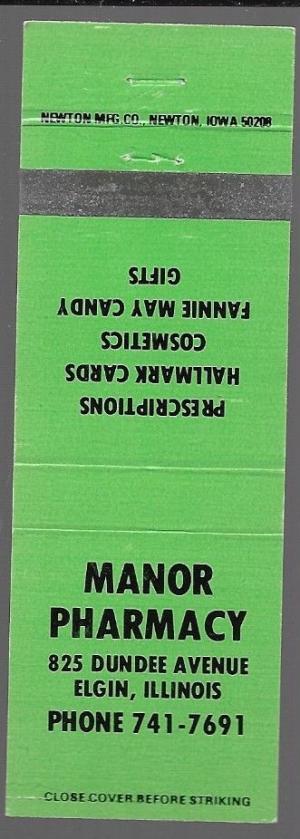 NEWTON MFG. CO., NEWTON, IOWA 50208
PRESCRIPTIONS
HALLMARK CARDS
COSMETICS
FANNIE MAY CANDY
GIFTS
MANOR
PHARMACY
825 DUNDEE AVENUE
ELGIN, ILLINOIS
PHONE 741-7691
CLOSE COVER BEFORE STRIKING